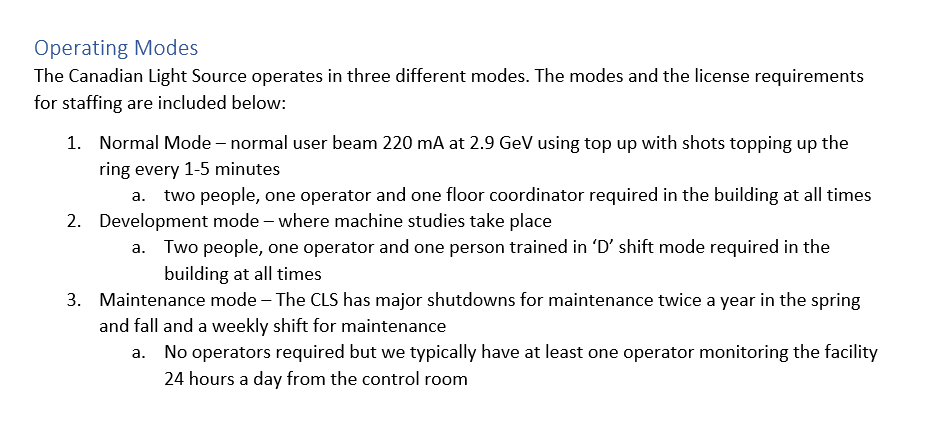 Operating Modes
The Canadian Light Source operates in three different modes. The modes and the license requirements
for staffing are included below:
1. Normal Mode – normal user beam 220 mA at 2.9 GeV using top up with shots topping up the
ring every 1-5 minutes
a. two people, one operator and one floor coordinator required in the building at all times
2. Development mode – where machine studies take place
a. Two people, one operator and one person trained in ‘D’ shift mode required in the
building at all times
3. Maintenance mode – The CLS has major shutdowns for maintenance twice a year in the spring
and fall and a weekly shift for maintenance
a. No operators required but we typically have at least one operator monitoring the facility
24 hours a day from the control room